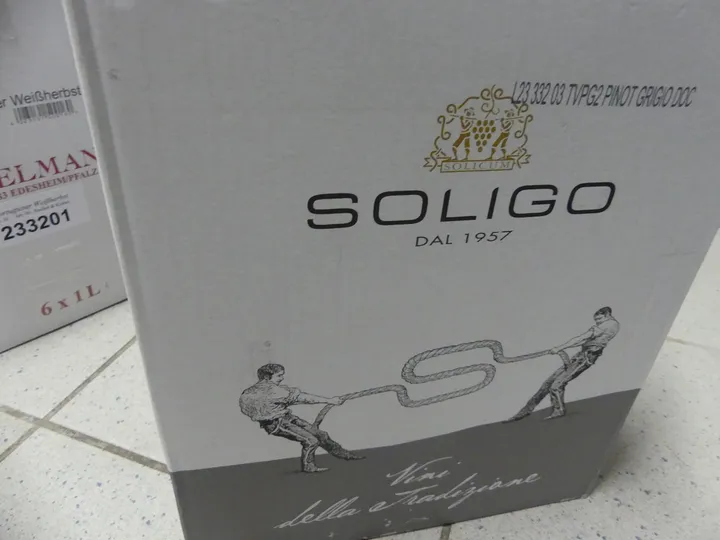 er Weißherbst
ELMAN
EDESHEIM/PFALZ
233201
6 x 1 L
L23 332 03 TVPG2 PINOT GRIGIO DOC
SOLICUM
SOLIGO
DAL 1957
Vini
della Tradizione